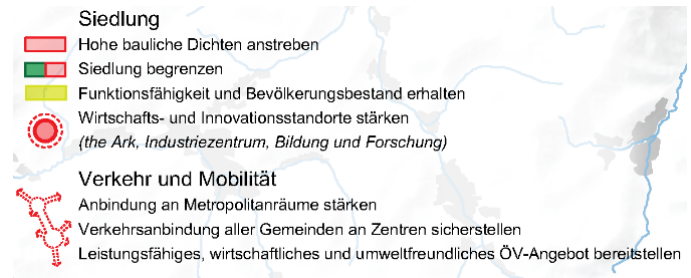 Siedlung
Hohe bauliche Dichten anstreben
Siedlung begrenzen
Funktionsfähigkeit und Bevölkerungsbestand erhalten
Wirtschafts- und Innovationsstandorte stärken
(the Ark, Industriezentrum, Bildung und Forschung)
Verkehr und Mobilität
Anbindung an Metropolitanräume stärken
Verkehrsanbindung aller Gemeinden an Zentren sicherstellen
Leistungsfähiges, wirtschaftliches und umweltfreundliches ÖV-Angebot bereitstellen